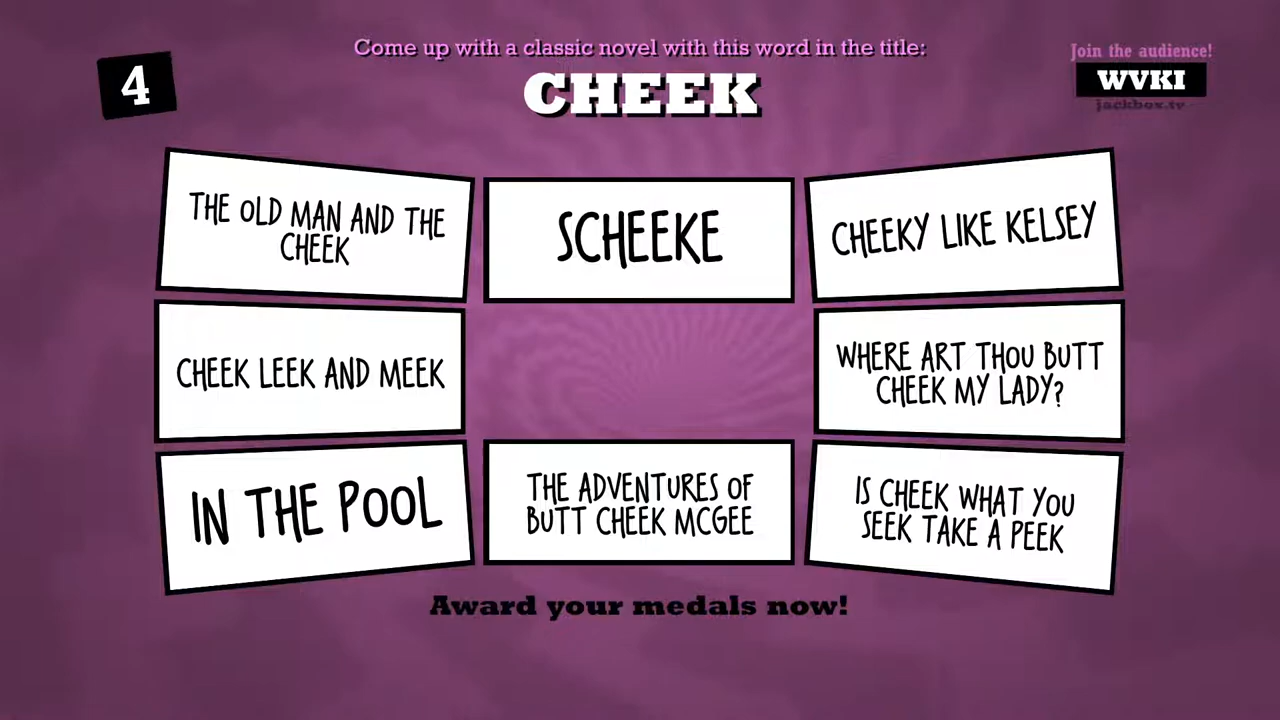 Come up with a classic novel with this word in the title:
CHEEK
4
Join the audience!
WVKI
jackbox.tv
THE OLD MAN AND THE
CHEEK
SCHEEKE
CHEEKY LIKE KELSEY
CHEEK LEEK AND MEEK
WHERE ART THOU BUTT
CHEEK MY LADY?
IN THE POOL
THE ADVENTURES OF
BUTT CHEEK MCGEE
IS CHEEK WHAT YOU
SEEK TAKE A PEEK
Award your medals now!